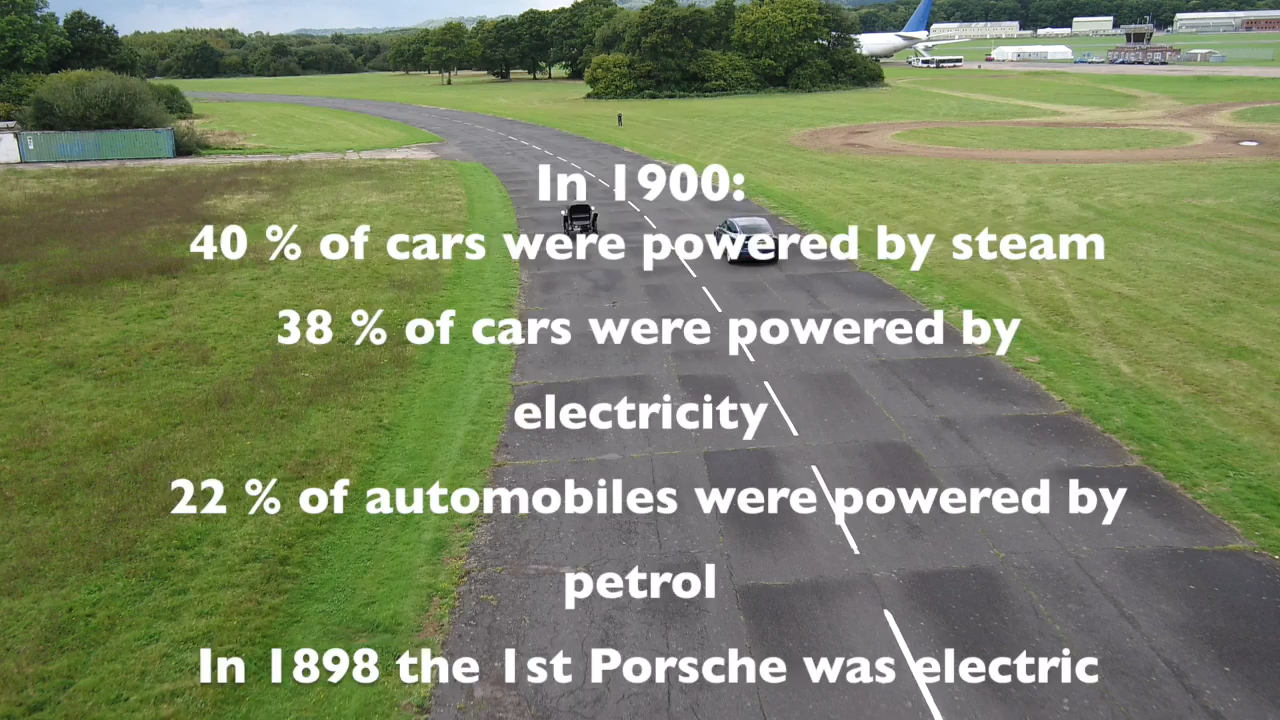 In 1900:
40 % of cars were powered by steam
38 % of cars were powered by
electricity
22 % of automobiles were powered by
petrol
In 1898 the 1st Porsche was electric